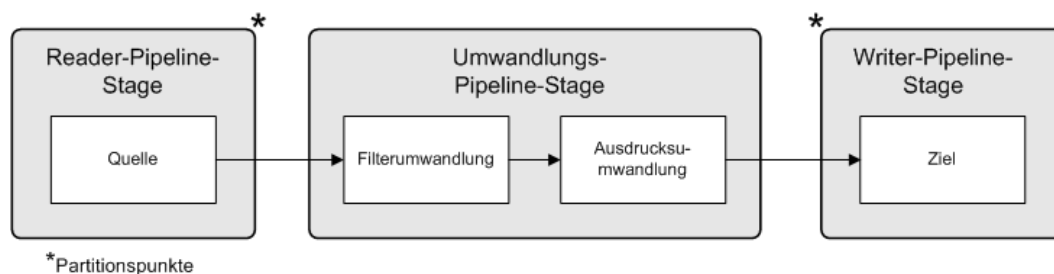 *
*
Reader-Pipeline-
Stage
Umwandlungs-
Pipeline-Stage
Writer-Pipeline-
Stage
Quelle
Filterumwandlung
Ausdrucksu-
mwandlung
Ziel
*Partitionspunkte